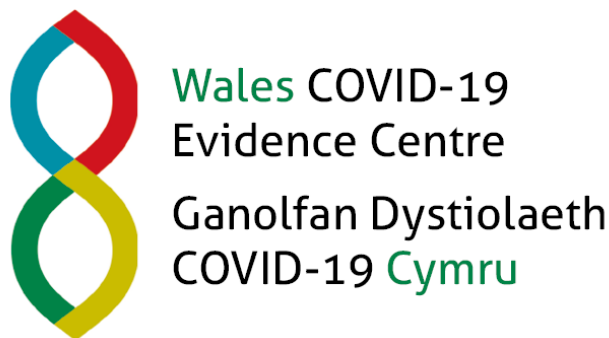 Wales COVID-19
Evidence Centre
Ganolfan Dystiolaeth
COVID-19 Cymru